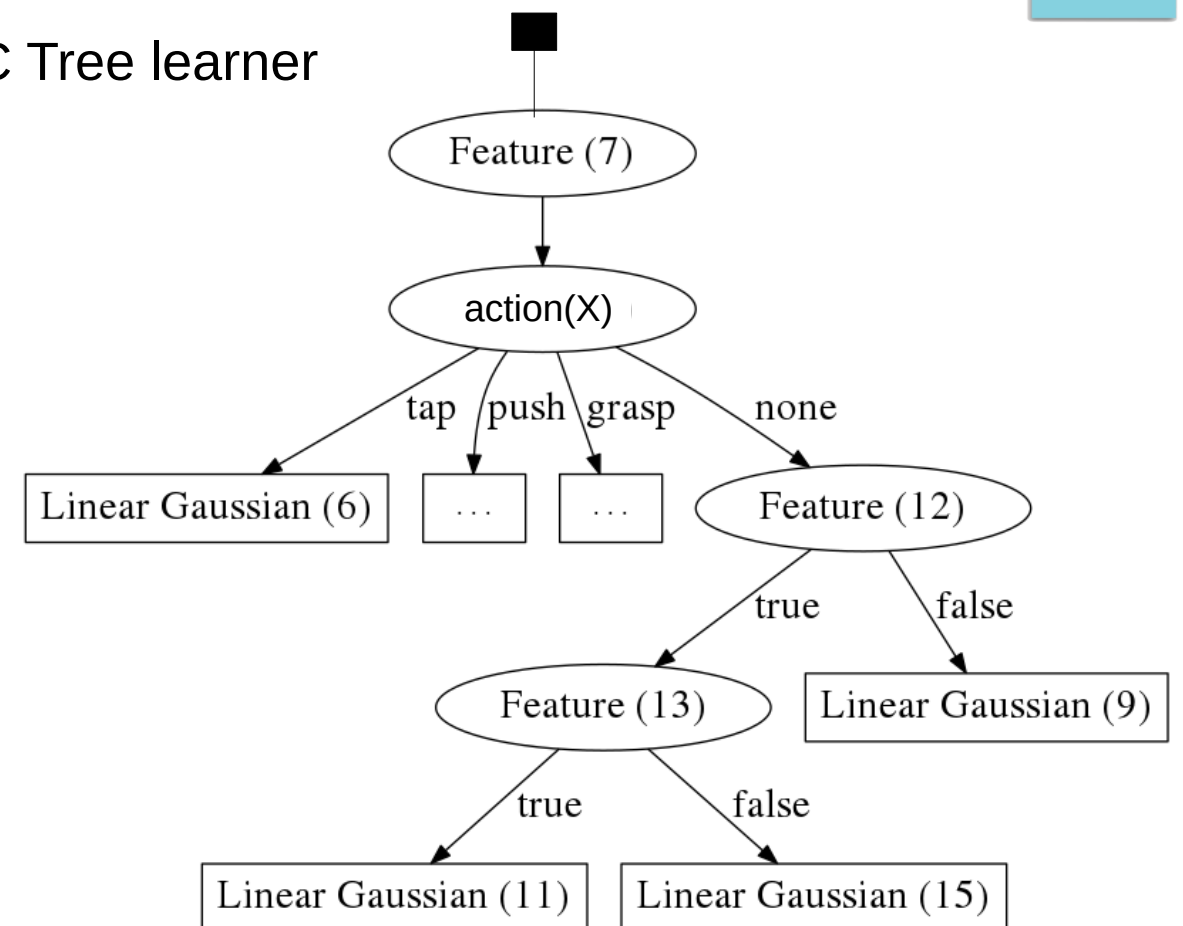 C Tree learner
Feature (7)
action(X)
tap push grasp none
Linear Gaussian (6) ... ... Feature (12)
true false
Feature (13) Linear Gaussian (9)
true false
Linear Gaussian (11) Linear Gaussian (15)